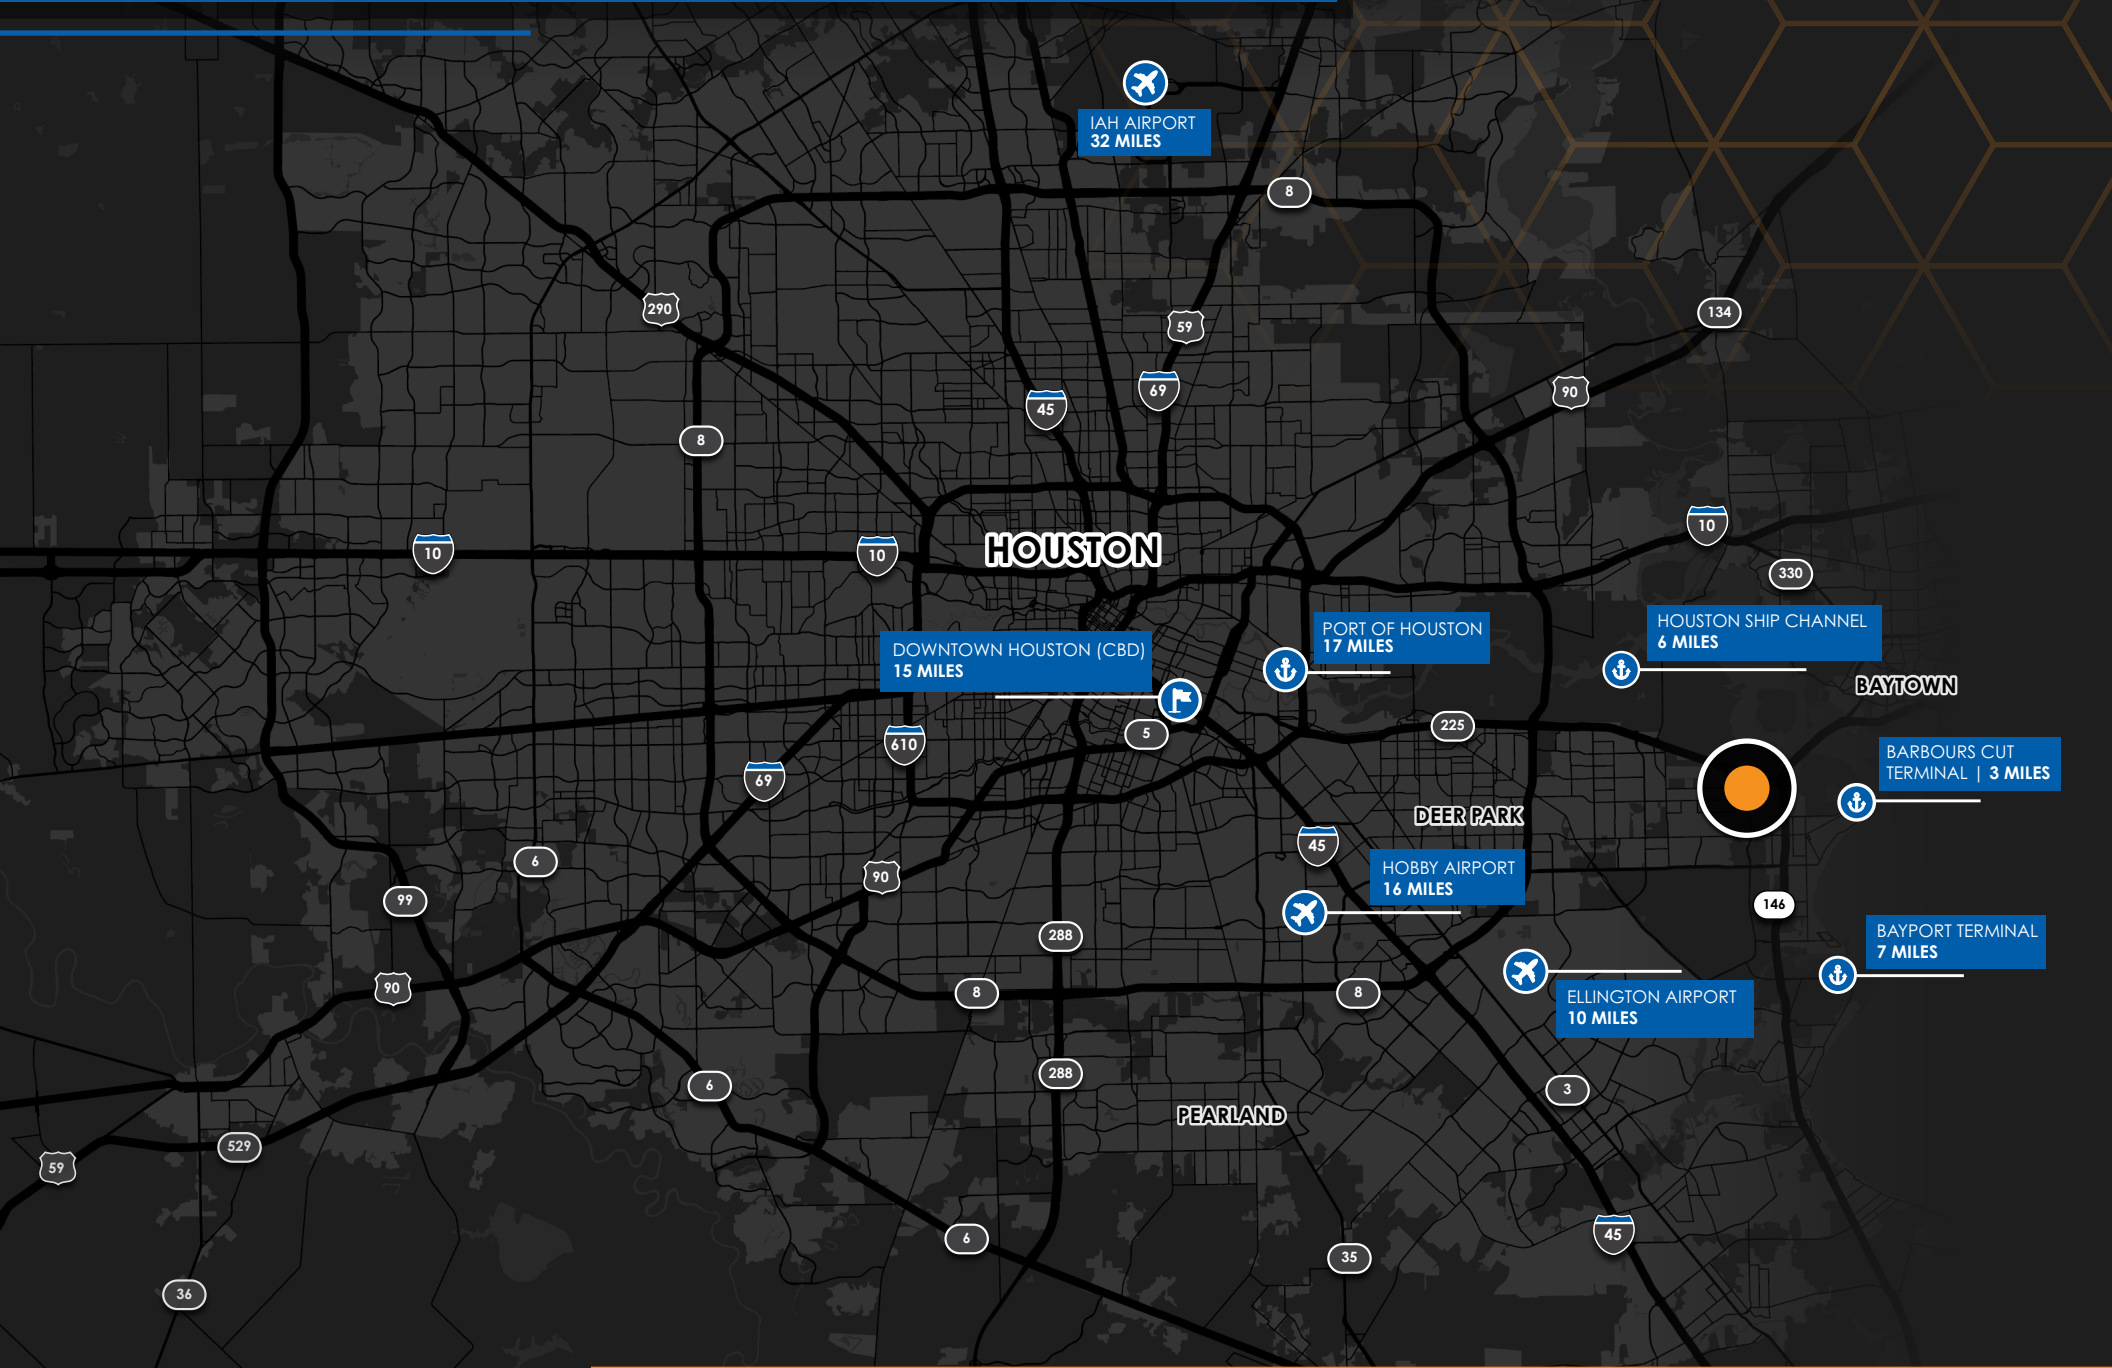 IAH AIRPORT
32 MILES
8
290
59
134
69
90
45
8
10
10
HOUSTON
10
330
PORT OF HOUSTON
17 MILES
HOUSTON SHIP CHANNEL
6 MILES
DOWNTOWN HOUSTON (CBD)
15 MILES
BAYTOWN
5
225
610
69
BARBOURS CUT
TERMINAL | 3 MILES
DEER PARK
45
6
90
HOBBY AIRPORT
16 MILES
99
146
288
BAYPORT TERMINAL
7 MILES
90
8
8
ELLINGTON AIRPORT
10 MILES
288
6
3
PEARLAND
529
59
6
45
35
36